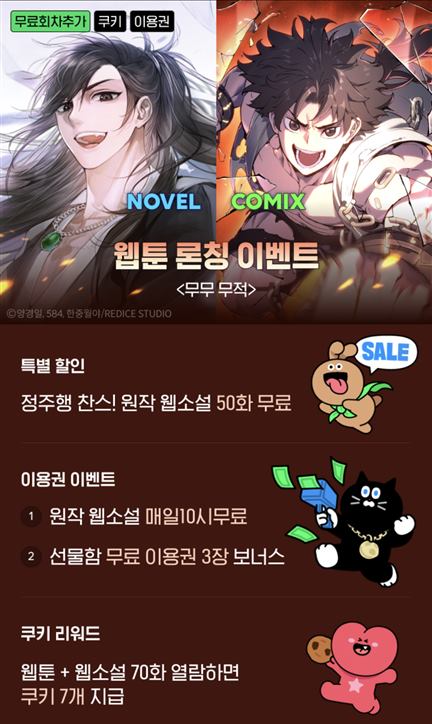 무료회차추가 쿠키 이용권
NOVEL COMIX
웹툰 론칭 이벤트
<무무 무적>
©양경일, 584, 한중월야/REDICE STUDIO
특별 할인
SALE
정주행 찬스! 원작 웹소설 50화 무료
이용권 이벤트
1 원작 웹소설 매일10시무료
2 선물함 무료 이용권 3장 보너스
쿠키 리워드
웹툰 + 웹소설 70화 열람하면
쿠키 7개 지급